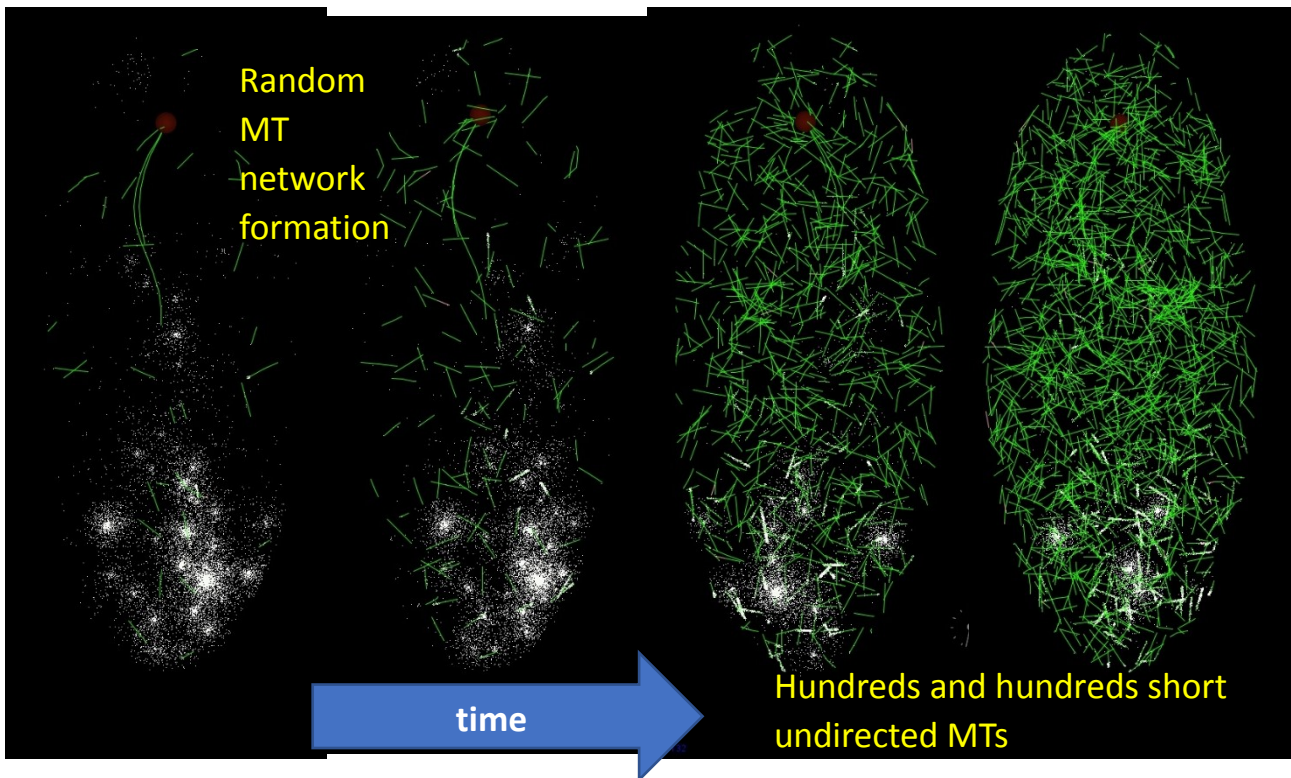 Random
MT
network
formation
time
Hundreds and hundreds short
undirected MTs